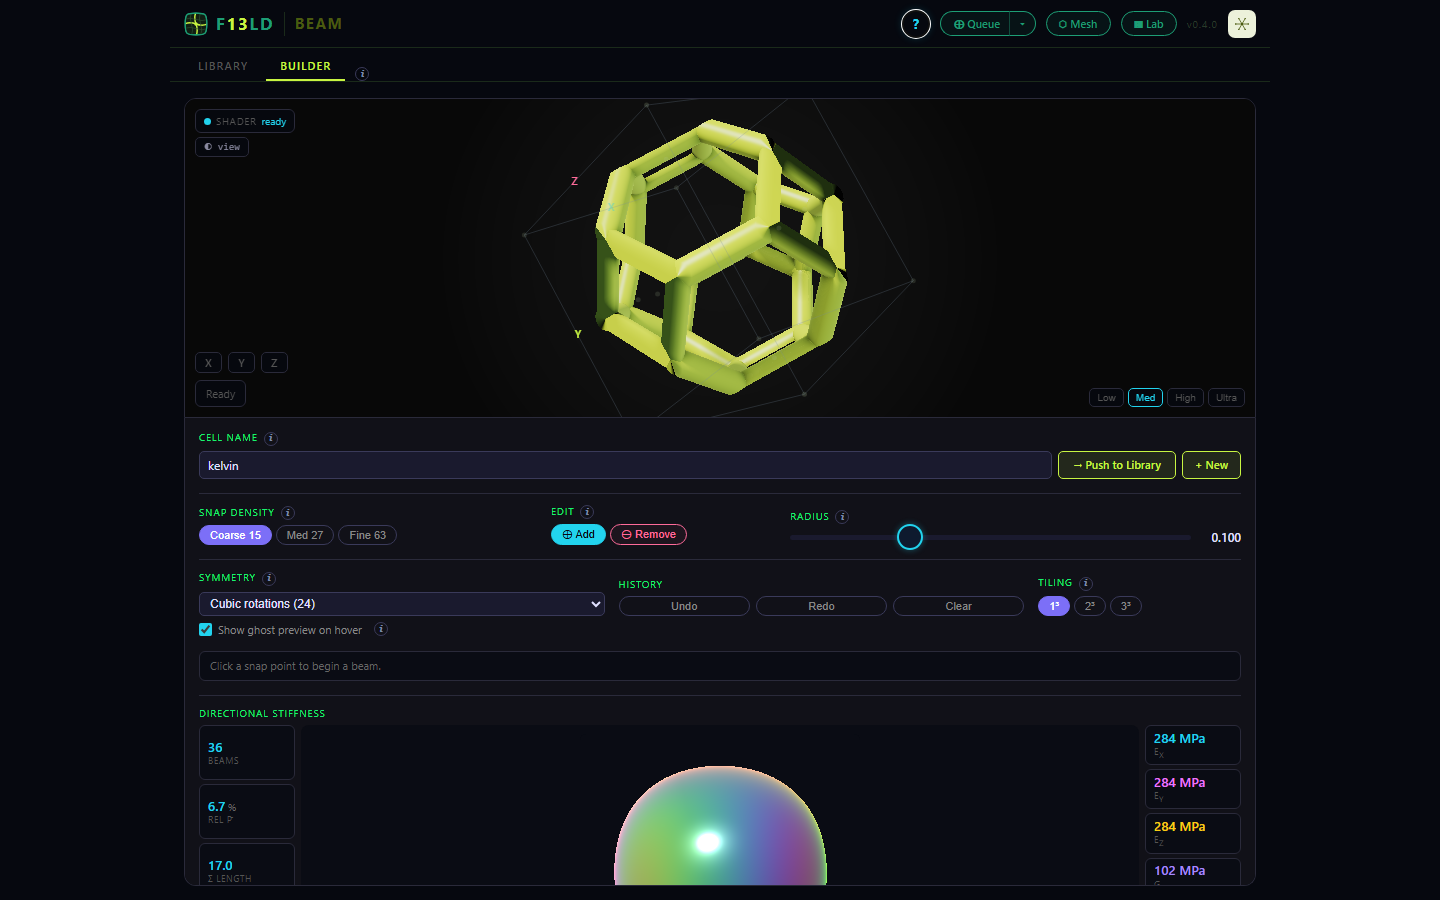 F13LD BEAM
? Queue Mesh Lab v0.4.0
LIBRARY BUILDER i
SHADER ready
view
Z
X
Y
X Y Z
Ready
Low Med High Ultra
CELL NAME i
kelvin
→ Push to Library
+ New
SNAP DENSITY i
Coarse 15 Med 27 Fine 63
EDIT i
Add Remove
RADIUS i
0.100
SYMMETRY i
Cubic rotations (24)
Show ghost preview on hover i
HISTORY
Undo Redo Clear
TILING i
1³ 2³ 3³
Click a snap point to begin a beam.
DIRECTIONAL STIFFNESS
36
BEAMS
6.7 %
17.0
Σ LENGTH
284 MPa
EX
284 MPa
EY
284 MPa
EZ
102 MPa